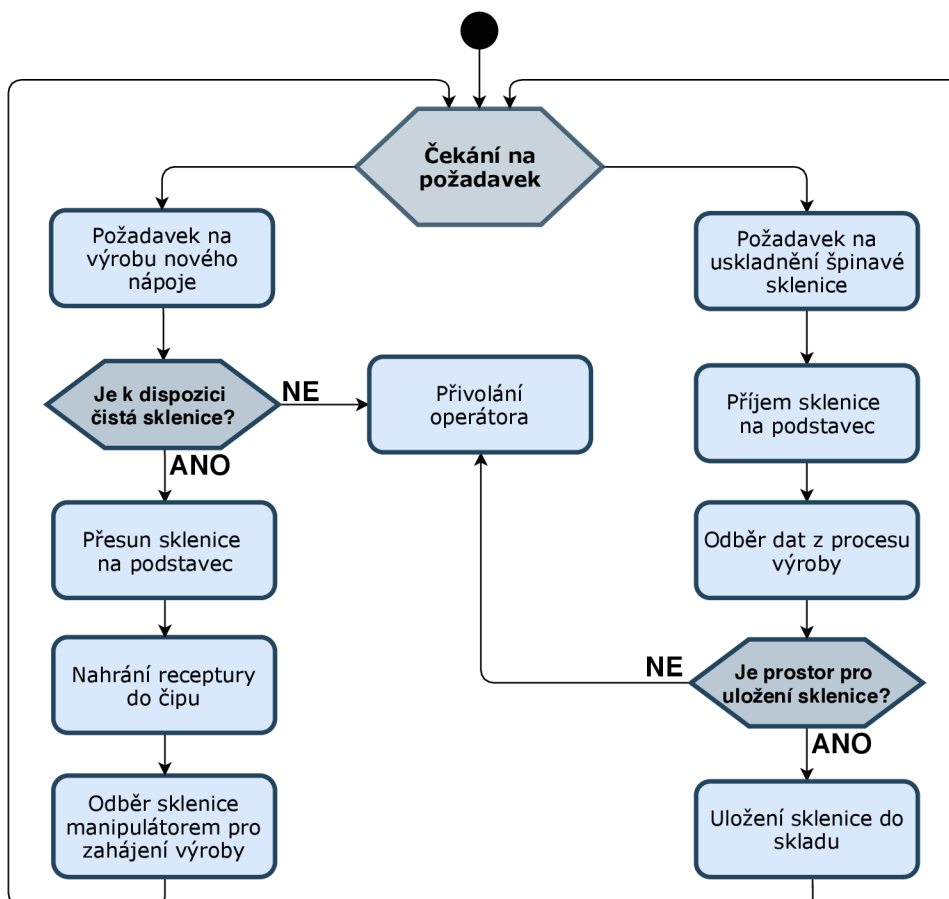 Čekání na
požadavek
Požadavek na
výrobu nového
nápoje
Požadavek na
uskladnění špinavé
sklenice
Je k dispozici
čistá sklenice?
NE
Přivolání
operátora
Příjem sklenice
na podstavec
ANO
Přesun sklenice
na podstavec
Odběr dat z procesu
výroby
Nahrání receptury
do čipu
NE
Je prostor pro
uložení sklenice?
ANO
Odběr sklenice
manipulátorem pro
zahájení výroby
Uložení sklenice do
skladu